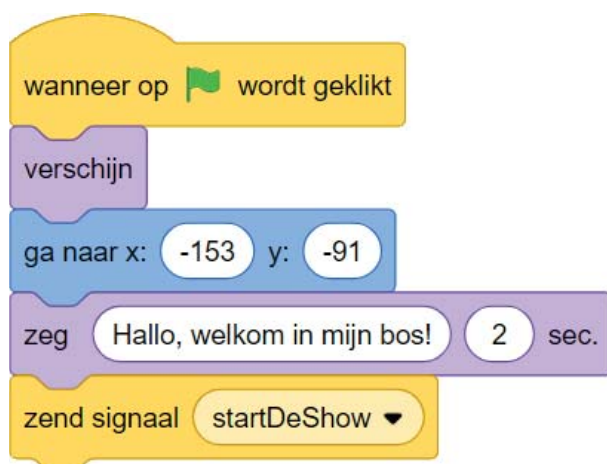 wanneer op wordt geklikt
verschijn
ga naar x: -153 y: -91
zeg Hallo, welkom in mijn bos! 2 sec.
zend signaal startDeShow